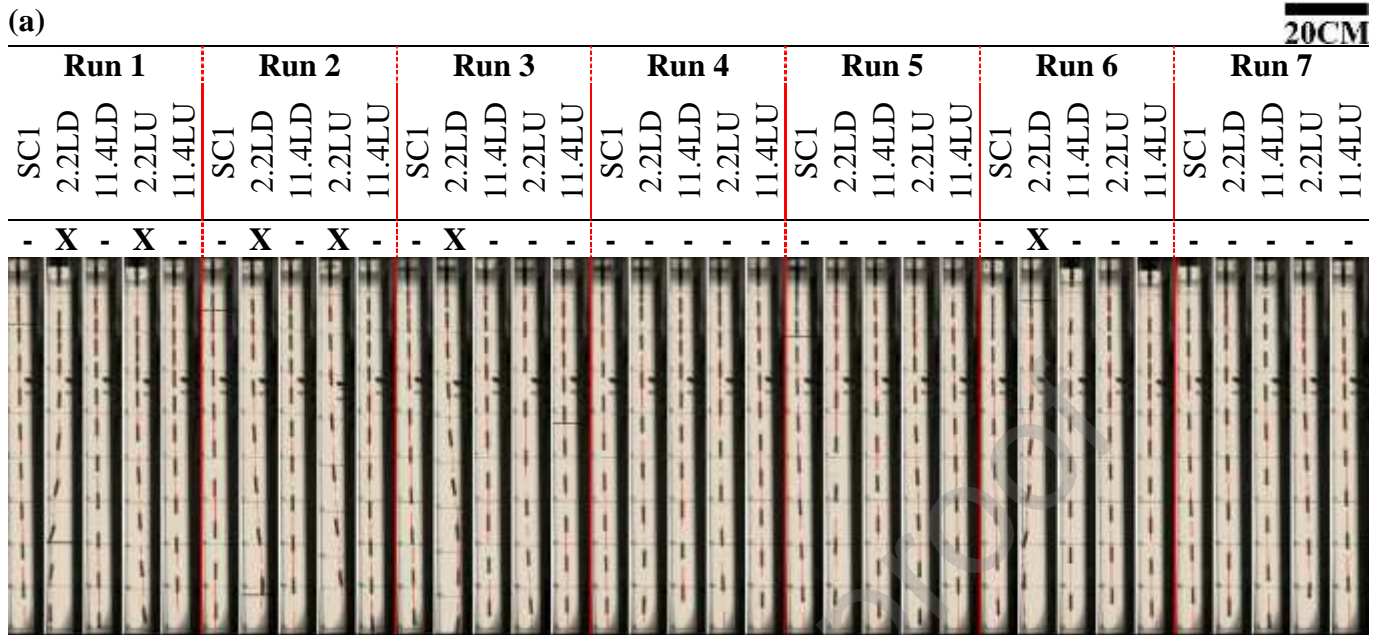 (a)
20CM
Run 1 Run 2 Run 3 Run 4 Run 5 Run 6 Run 7
SC1 2.2LD 11.4LD 2.2LU 11.4LU SC1 2.2LD 11.4LD 2.2LU 11.4LU SC1 2.2LD 11.4LD 2.2LU 11.4LU SC1 2.2LD 11.4LD 2.2LU 11.4LU SC1 2.2LD 11.4LD 2.2LU 11.4LU SC1 2.2LD 11.4LD 2.2LU 11.4LU SC1 2.2LD 11.4LD 2.2LU 11.4LU
- X - X - - X - X - - X - - - - - - - - - - - - - - X - - - - - - - -
proof